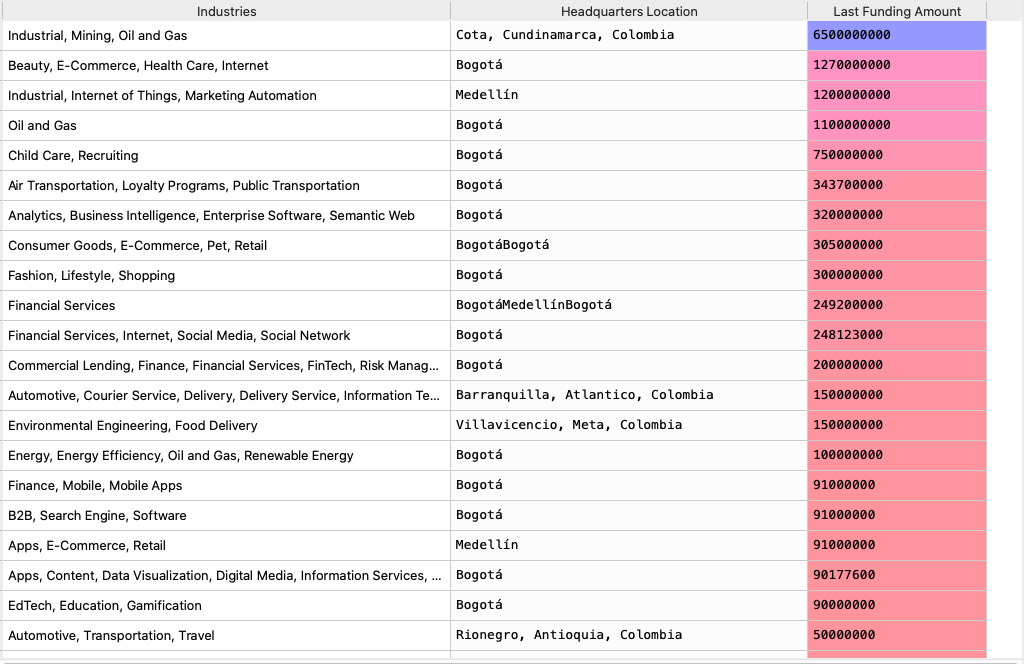 Industries Headquarters Location Last Funding Amount
Industrial, Mining, Oil and Gas Cota, Cundinamarca, Colombia 6500000000
Beauty, E-Commerce, Health Care, Internet Bogotá 1270000000
Industrial, Internet of Things, Marketing Automation Medellín 1200000000
Oil and Gas Bogotá 1100000000
Child Care, Recruiting Bogotá 750000000
Air Transportation, Loyalty Programs, Public Transportation Bogotá 343700000
Analytics, Business Intelligence, Enterprise Software, Semantic Web Bogotá 320000000
Consumer Goods, E-Commerce, Pet, Retail BogotáBogotá 305000000
Fashion, Lifestyle, Shopping Bogotá 300000000
Financial Services BogotáMedellínBogotá 249200000
Financial Services, Internet, Social Media, Social Network Bogotá 248123000
Commercial Lending, Finance, Financial Services, FinTech, Risk Manag... Bogotá 200000000
Automotive, Courier Service, Delivery, Delivery Service, Information Te... Barranquilla, Atlantico, Colombia 150000000
Environmental Engineering, Food Delivery Villavicencio, Meta, Colombia 150000000
Energy, Energy Efficiency, Oil and Gas, Renewable Energy Bogotá 100000000
Finance, Mobile, Mobile Apps Bogotá 91000000
B2B, Search Engine, Software Bogotá 91000000
Apps, E-Commerce, Retail Medellín 91000000
Apps, Content, Data Visualization, Digital Media, Information Services, ... Bogotá 90177600
EdTech, Education, Gamification Bogotá 90000000
Automotive, Transportation, Travel Rionegro, Antioquia, Colombia 50000000